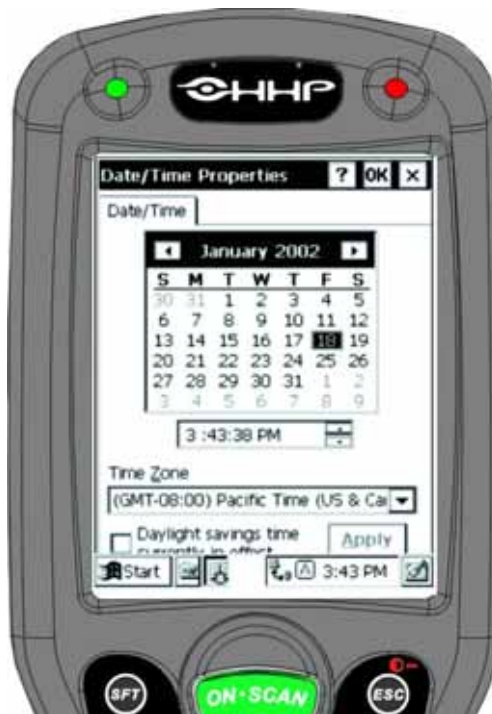 HHP
Date/Time Properties ? OK ×
Date/Time
January 2002
S M T W T F S
30 31 1 2 3 4 5
6 7 8 9 10 11 12
13 14 15 16 17 18 19
20 21 22 23 24 25 26
27 28 29 30 31 1 2
3 4 5 6 7 8 9
3 :43:38 PM
Time Zone
(GMT-08:00) Pacific Time (US & Ca
Daylight savings time
currently in effect
Apply
Start 3:43 PM
SFT ON·SCAN ESC